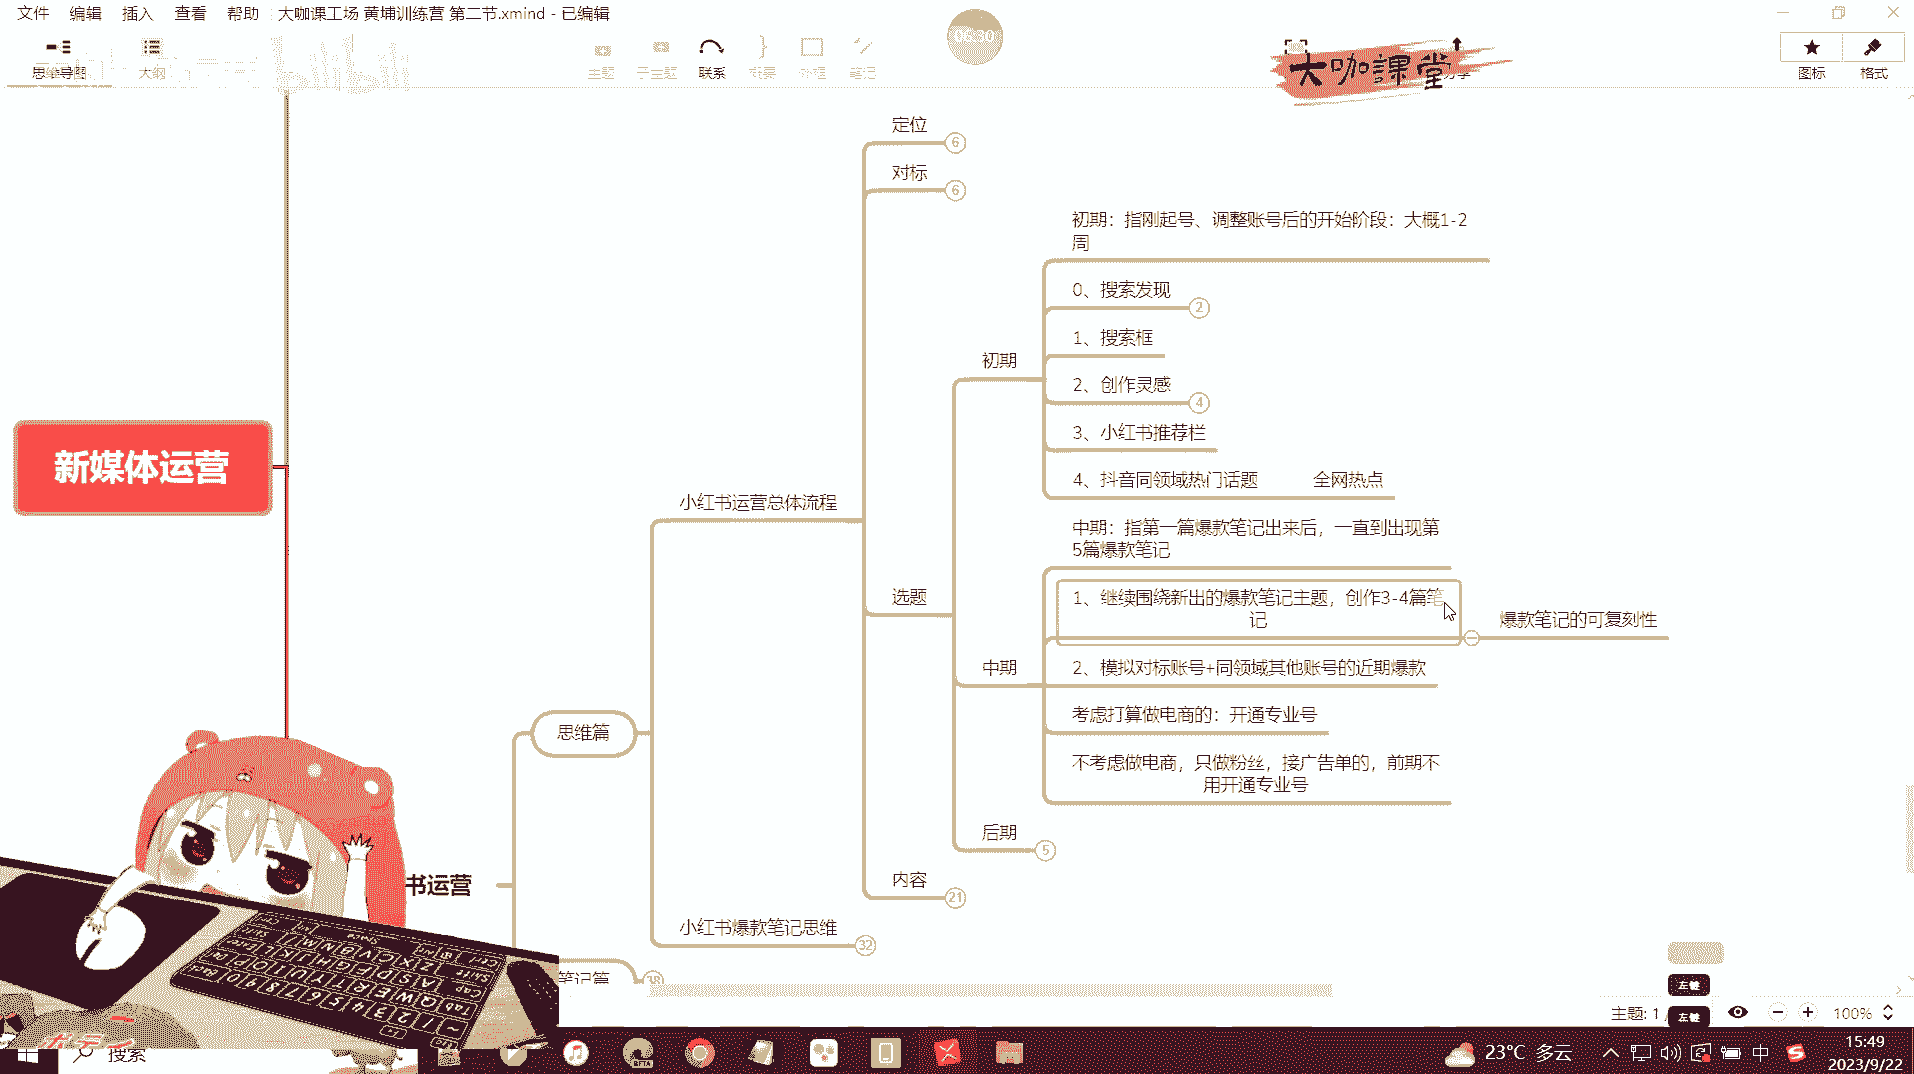 文件 编辑 插入 查看 帮助 大咖课工场 黄埔训练营 第二节.xmind - 已编辑
思维导图 大纲 bilibili 主题 子主题 联系 概要 外框 笔记 06:30 大咖課堂 分享 图标 格式
定位 6
对标 6
初期：指刚起号、调整账号后的开始阶段：大概1-2
周
0、搜索发现 2
1、搜索框
初期
2、创作灵感 4
3、小红书推荐栏
4、抖音同领域热门话题 全网热点
新媒体运营
小红书运营总体流程
中期：指第一篇爆款笔记出来后，一直到出现第
5篇爆款笔记
选题
1、继续围绕新出的爆款笔记主题，创作3-4篇笔
记
爆款笔记的可复刻性
中期
2、模拟对标账号+同领域其他账号的近期爆款
考虑打算做电商的：开通专业号
思维篇
不考虑做电商，只做粉丝，接广告单的，前期不
用开通专业号
后期 5
书运营
内容 21
小红书爆款笔记思维 32
笔记篇 38
左键
左键
主题: 1 100%
搜索 BETA 23°C 多云 中 15:49
2023/9/22